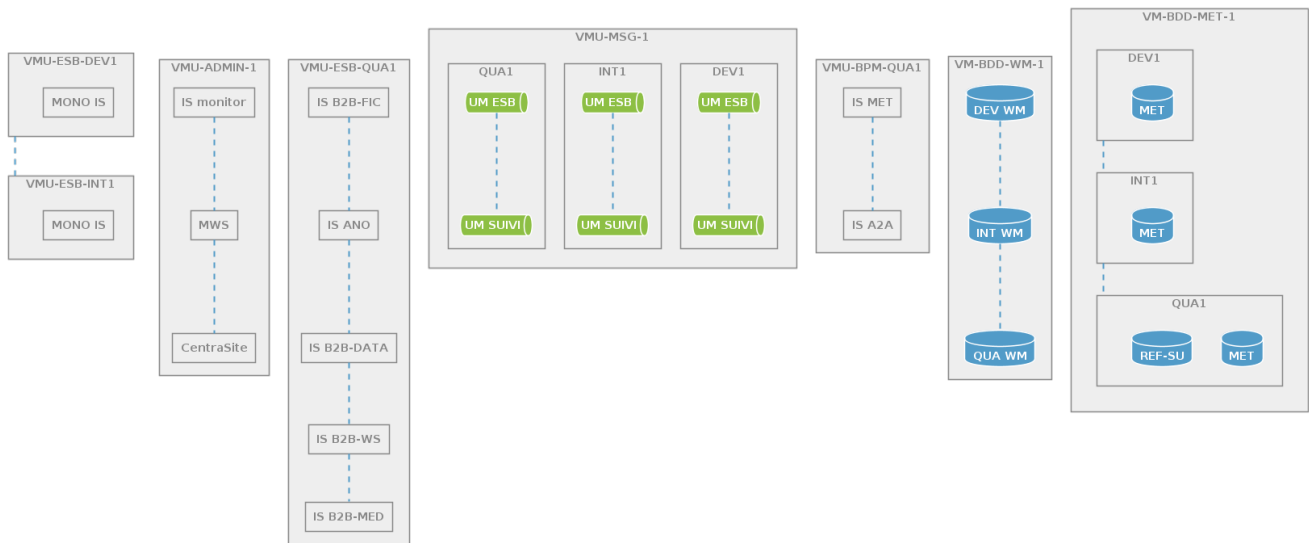 VMU-ESB-DEV1
MONO IS
VMU-ESB-INT1
MONO IS
VMU-ADMIN-1
IS monitor
MWS
CentraSite
VMU-ESB-QUA1
IS B2B-FIC
IS ANO
IS B2B-DATA
IS B2B-WS
IS B2B-MED
VMU-MSG-1
QUA1
UM ESB
UM SUIVI
INT1
UM ESB
UM SUIVI
DEV1
UM ESB
UM SUIVI
VMU-BPM-QUA1
IS MET
IS A2A
VM-BDD-WM-1
DEV WM
INT WM
QUA WM
VM-BDD-MET-1
DEV1
MET
INT1
MET
QUA1
REF-SU
MET